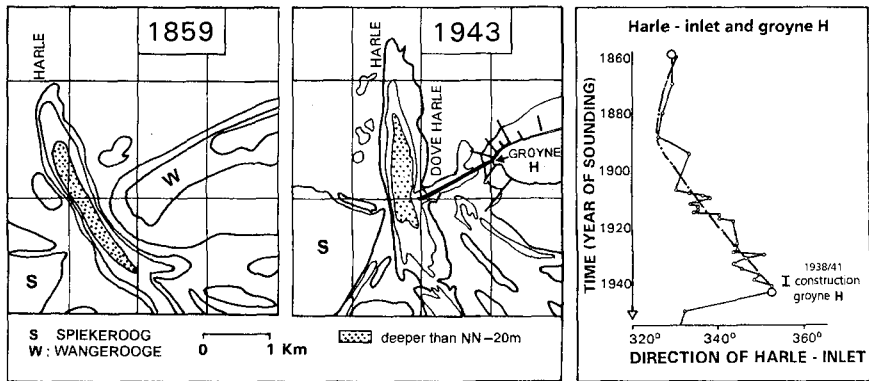 1859
HARLE
W
S
S SPIEKEROOG
W : WANGEROOGE
0 1 Km
1943
HARLE
DOVE HARLE
GROYNE
H
S
deeper than NN –20m
Harle - inlet and groyne H
TIME (YEAR OF SOUNDING)
1860
1880
1900
1920
1940
1938/41
construction
groyne H
320° 340° 360°
DIRECTION OF HARLE - INLET